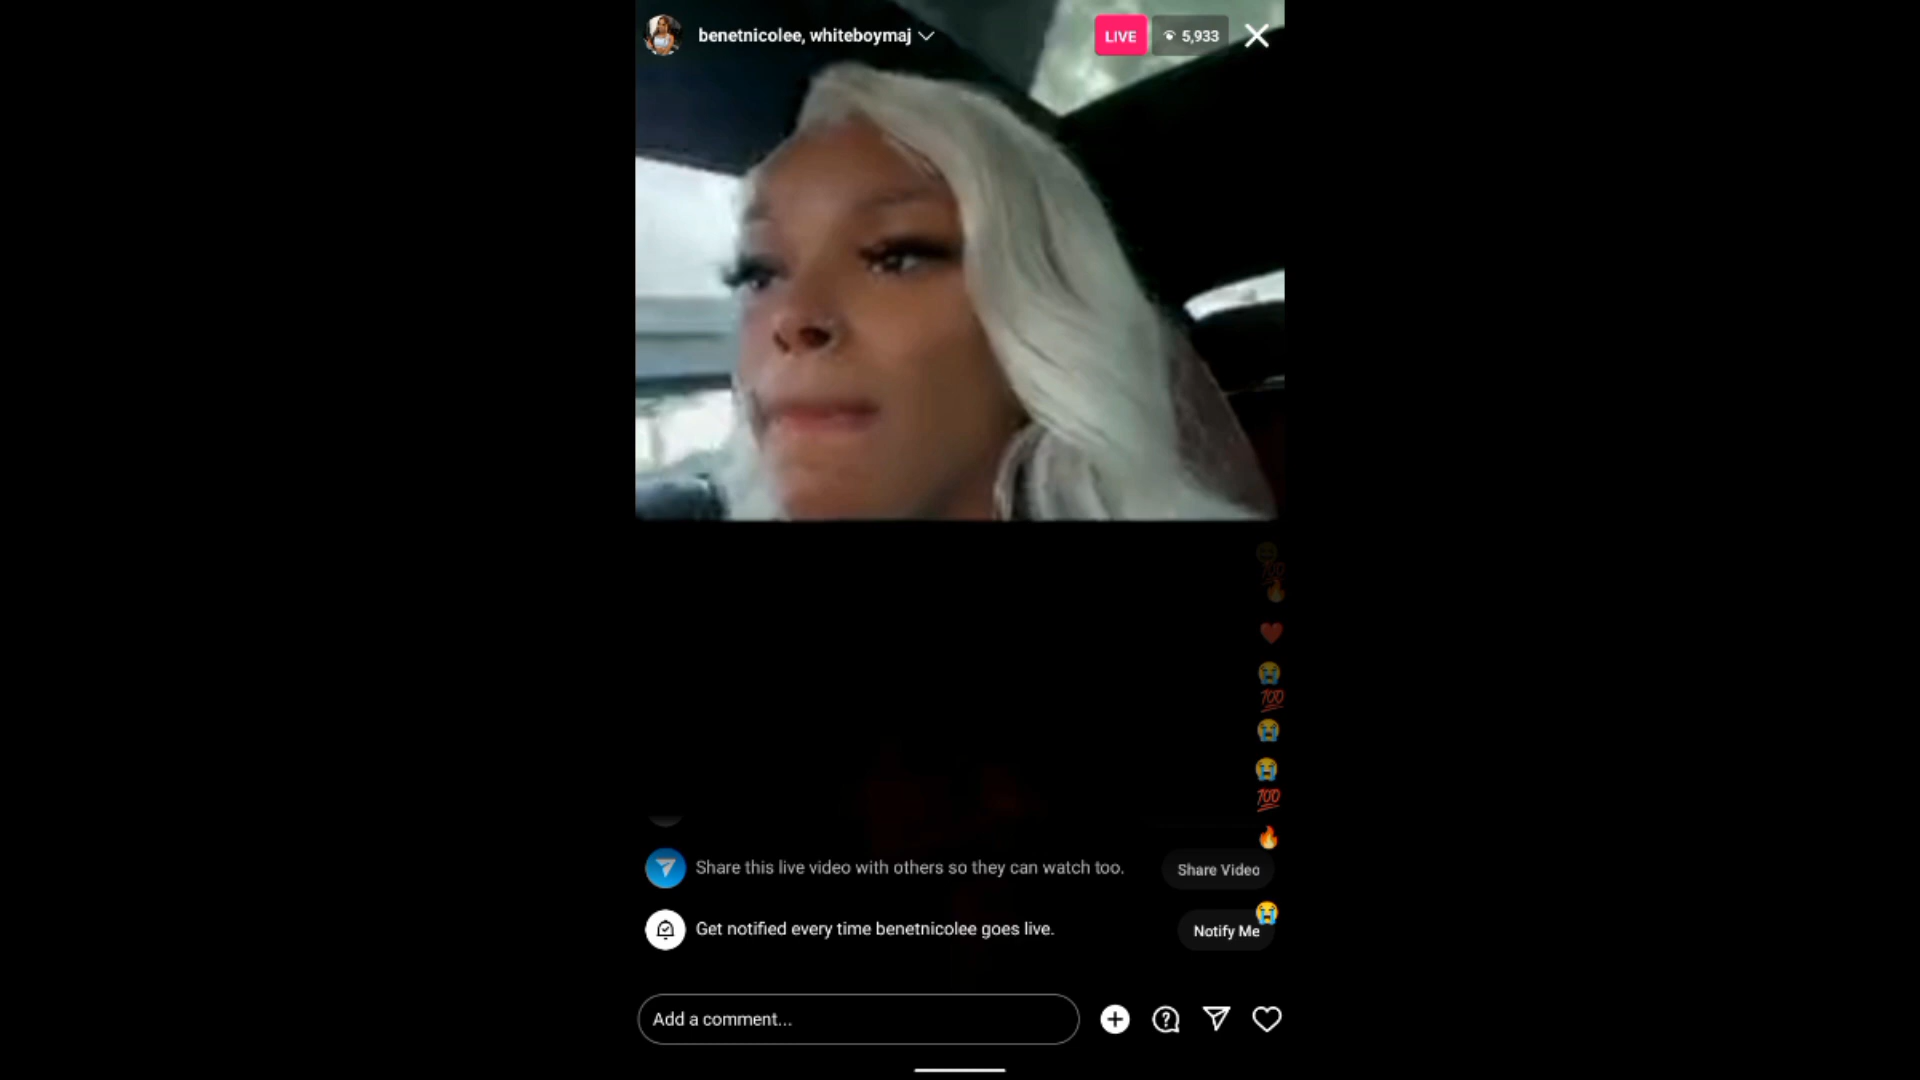 benetnicolee, whiteboymaj
LIVE
5,933
Share this live video with others so they can watch too.
Share Video
Get notified every time benetnicolee goes live.
Notify Me
Add a comment...